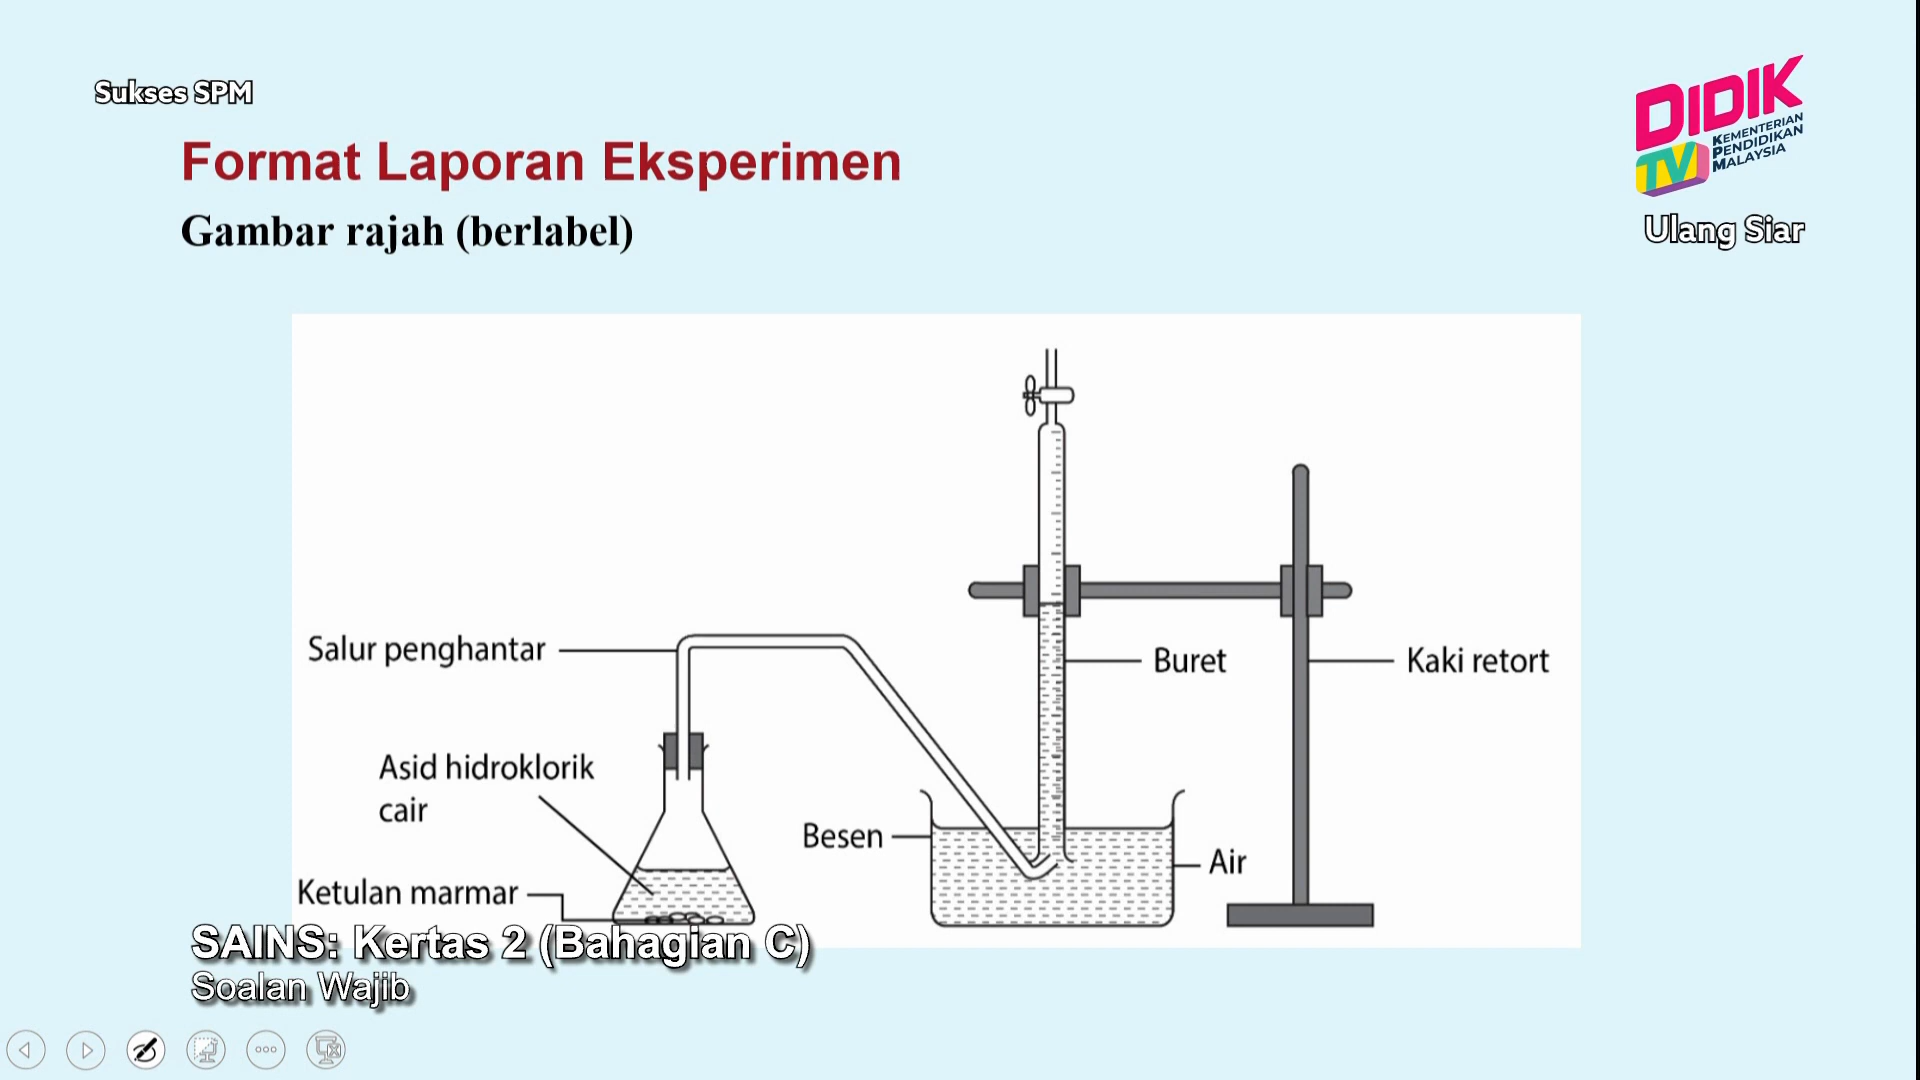 Sukses SPM
DIDIK
TV
KEMENTERIAN
PENDIDIKAN
MALAYSIA
Format Laporan Eksperimen
Gambar rajah (berlabel)
Ulang Siar
Salur penghantar
Buret
Kaki retort
Asid hidroklorik
cair
Besen
Air
Ketulan marmar
SAINS: Kertas 2 (Bahagian C)
Soalan Wajib